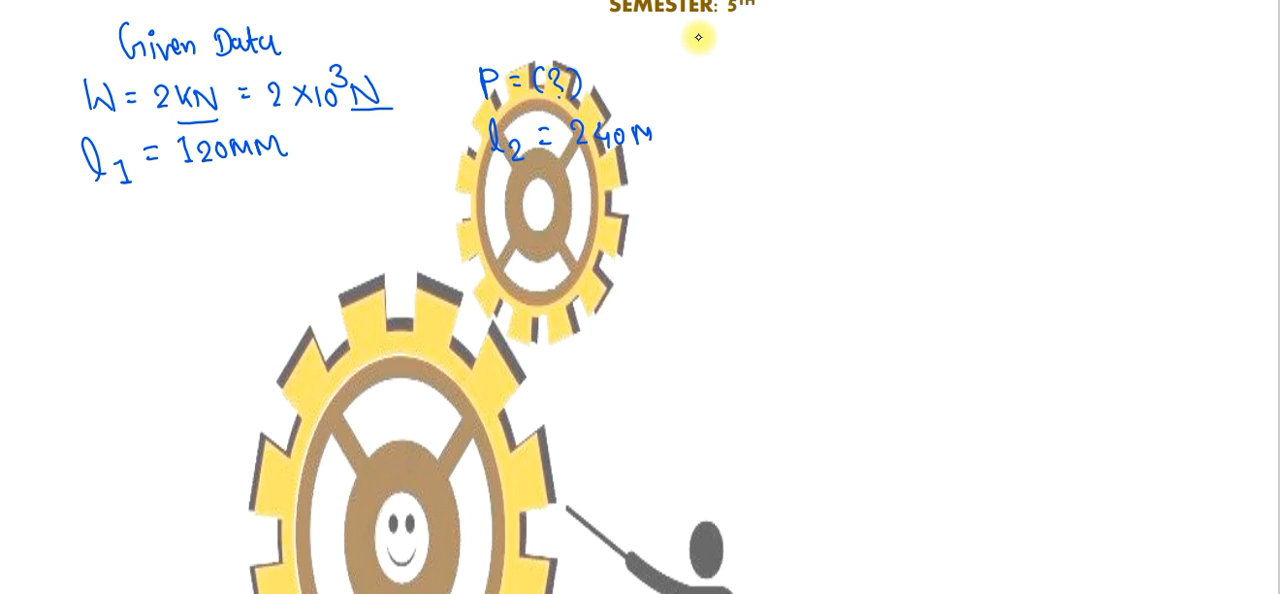 SEMESTER: 5TH
Given Data
W = 2KN = 2 ×10³N
P = (?)
l₁ = 120MM
l₂ = 240M